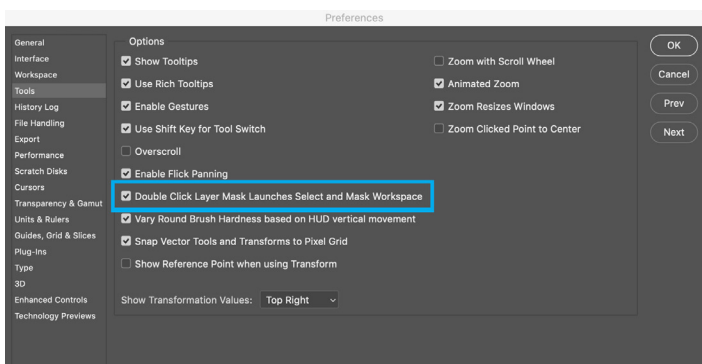 Preferences
General
Interface
Workspace
Tools
History Log
File Handling
Export
Performance
Scratch Disks
Cursors
Transparency & Gamut
Units & Rulers
Guides, Grid & Slices
Plug-Ins
Type
3D
Enhanced Controls
Technology Previews
Options
Show Tooltips
Use Rich Tooltips
Enable Gestures
Use Shift Key for Tool Switch
Overscroll
Enable Flick Panning
Double Click Layer Mask Launches Select and Mask Workspace
Vary Round Brush Hardness based on HUD vertical movement
Snap Vector Tools and Transforms to Pixel Grid
Show Reference Point when using Transform
Show Transformation Values: Top Right
Zoom with Scroll Wheel
Animated Zoom
Zoom Resizes Windows
Zoom Clicked Point to Center
OK
Cancel
Prev
Next